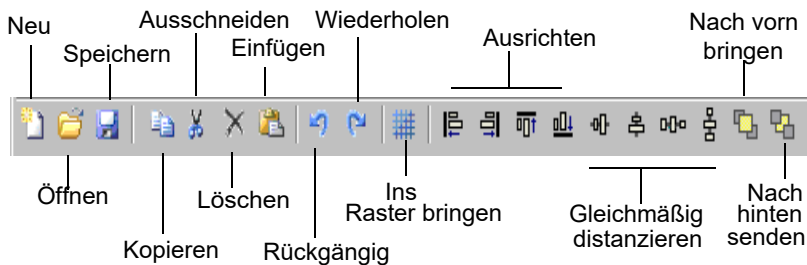 Neu
Speichern
Ausschneiden
Einfügen
Wiederholen
Ausrichten
Nach vorn
bringen
Öffnen
Kopieren
Löschen
Rückgängig
Ins
Raster bringen
Gleichmäßig
distanzieren
Nach
hinten
senden